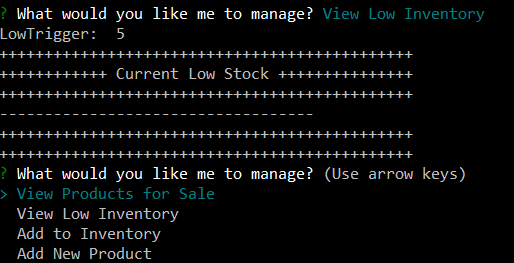 ? What would you like me to manage? View Low Inventory
LowTrigger:  5
++++++++++++++++++++++++++++++++++++++++++++++
++++++++++++ Current Low Stock +++++++++++++++
++++++++++++++++++++++++++++++++++++++++++++++
-----------------------------------
++++++++++++++++++++++++++++++++++++++++++++++
++++++++++++++++++++++++++++++++++++++++++++++
? What would you like me to manage? (Use arrow keys)
> View Products for Sale
  View Low Inventory
  Add to Inventory
  Add New Product